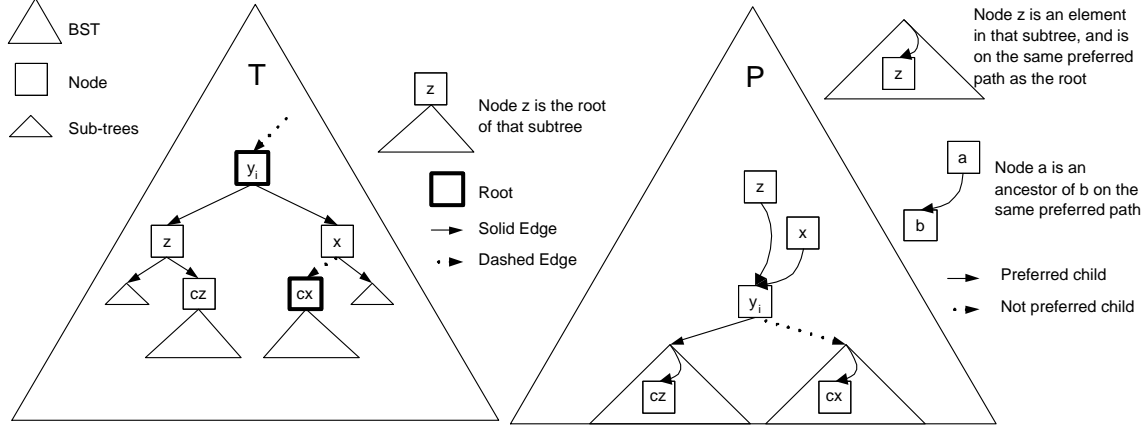 BST
Node
Sub-trees
T
y_i
z
x
cz
cx
z
Node z is the root
of that subtree
Root
Solid Edge
Dashed Edge
P
z
x
y_i
cz
cx
z
Node z is an element
in that subtree, and is
on the same preferred
path as the root
a
b
Node a is an
ancestor of b on the
same preferred path
Preferred child
Not preferred child